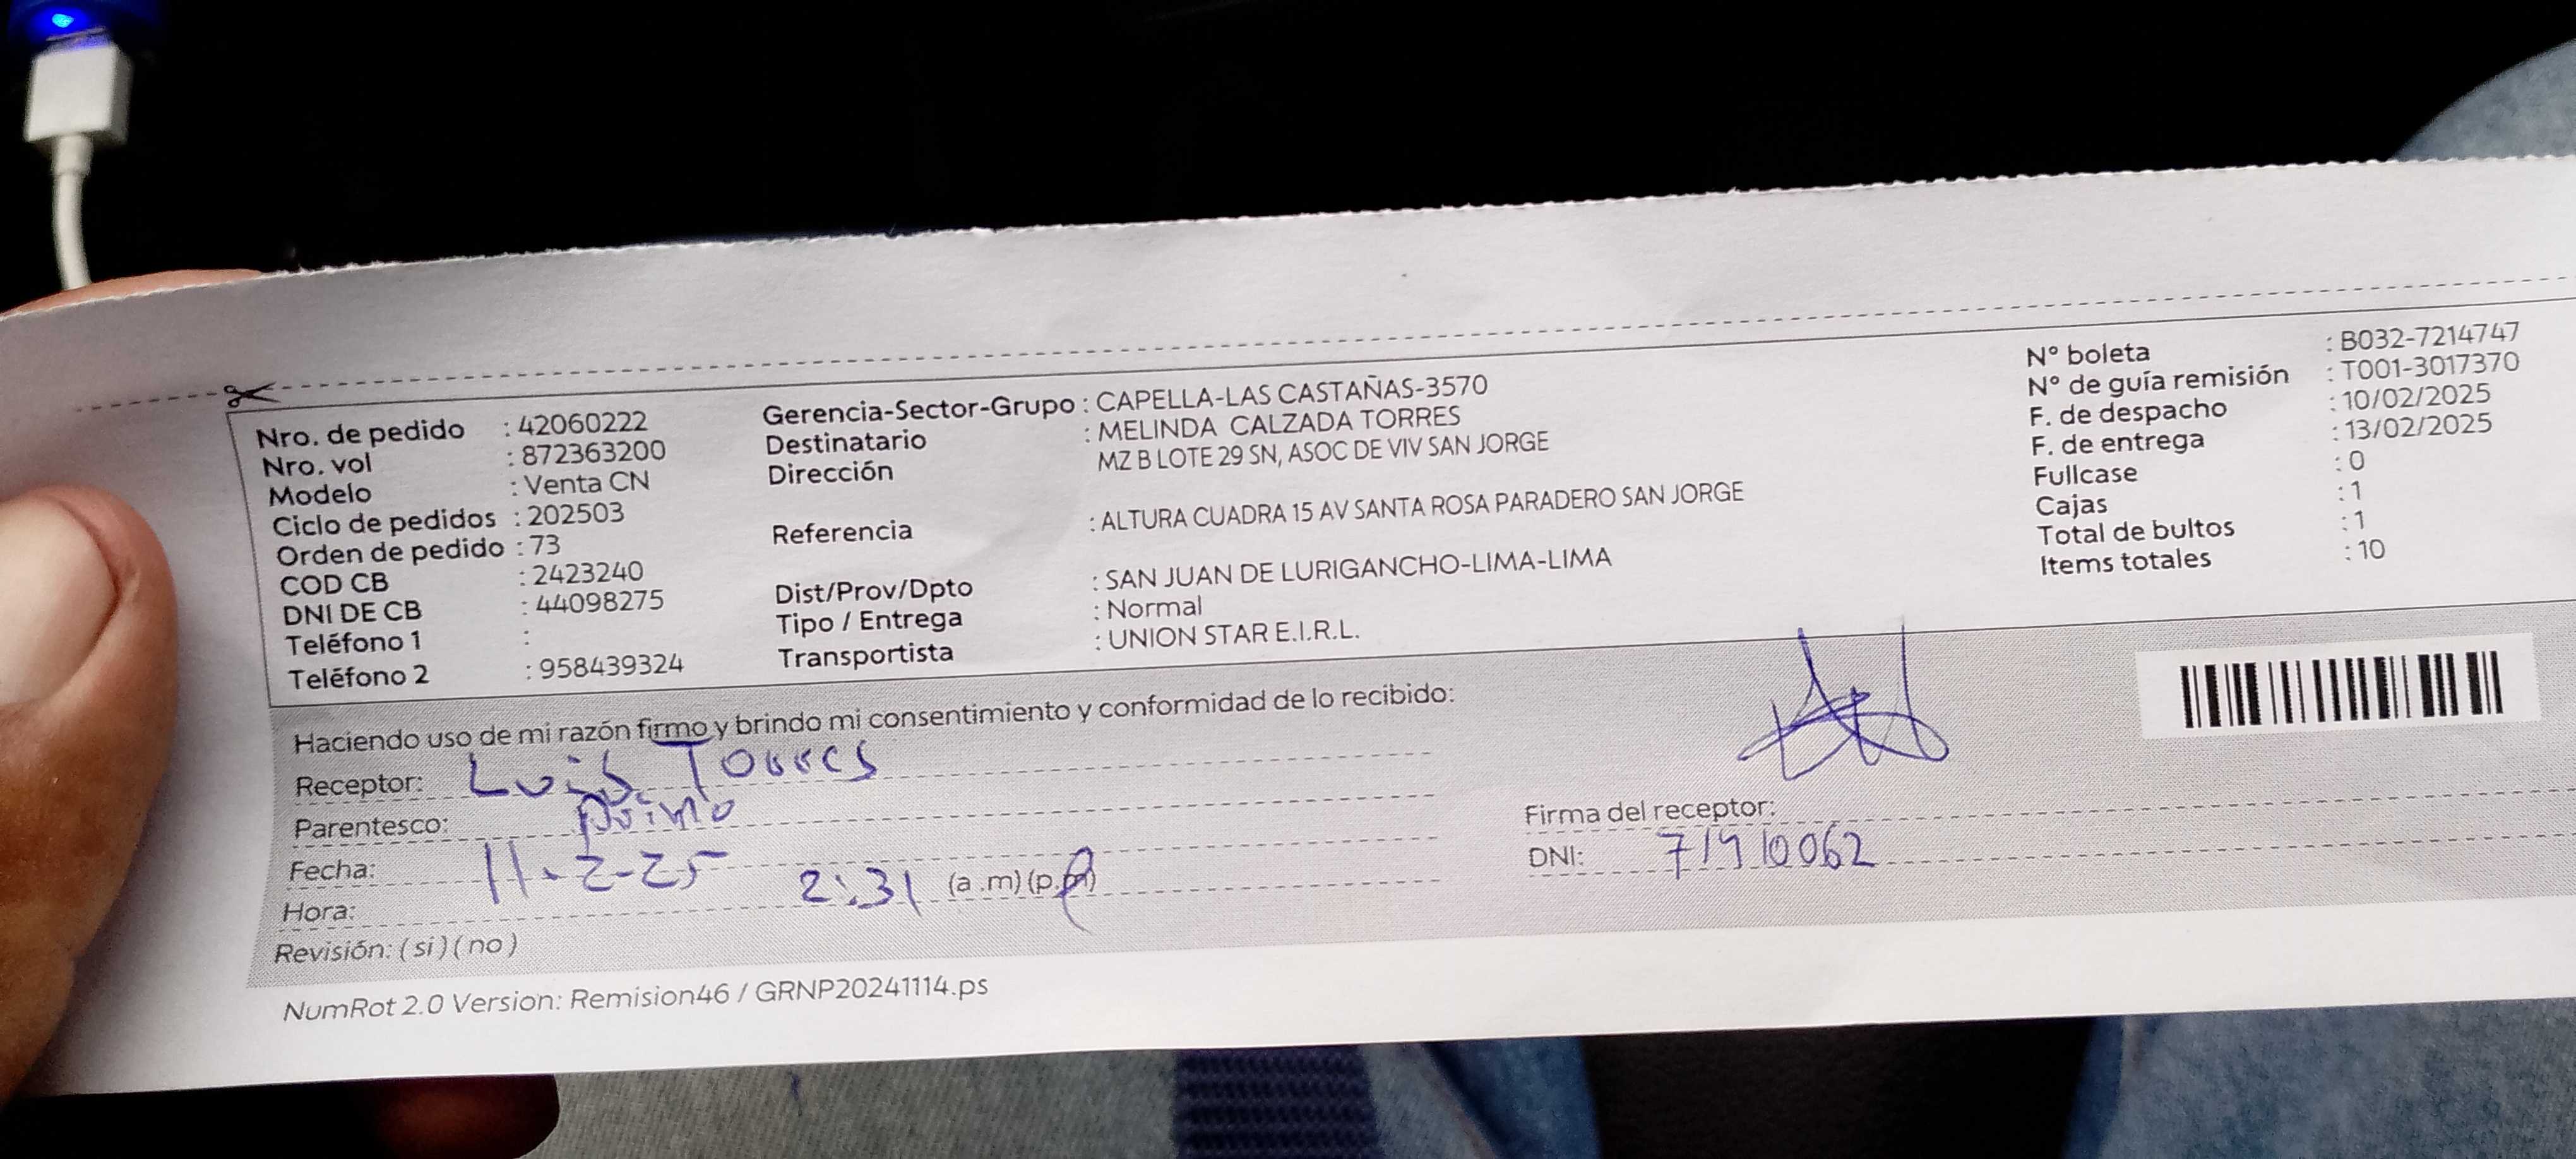 Nro. de pedido : 42060222
Nro. vol : 872363200
Modelo : Venta CN
Ciclo de pedidos : 202503
Orden de pedido : 73
COD CB : 2423240
DNI DE CB : 44098275
Teléfono 1 :
Teléfono 2 : 958439324
Gerencia-Sector-Grupo : CAPELLA-LAS CASTAÑAS-3570
Destinatario : MELINDA CALZADA TORRES
Dirección MZ B LOTE 29 SN, ASOC DE VIV SAN JORGE
Referencia : ALTURA CUADRA 15 AV SANTA ROSA PARADERO SAN JORGE
Dist/Prov/Dpto : SAN JUAN DE LURIGANCHO-LIMA-LIMA
Tipo / Entrega : Normal
Transportista : UNION STAR E.I.R.L.
N° boleta : B032-7214747
N° de guía remisión : T001-3017370
F. de despacho : 10/02/2025
F. de entrega : 13/02/2025
Fullcase : 0
Cajas : 1
Total de bultos : 1
Items totales : 10
Haciendo uso de mi razón firmo y brindo mi consentimiento y conformidad de lo recibido:
Receptor: Luis Torres
Parentesco: primo
Fecha: 11-2-25
Hora: 2:31 (a.m) (p.m)
Revisión: (si) (no)
Firma del receptor:
DNI:
NumRot 2.0 Version: Remision46 / GRNP20241114.ps